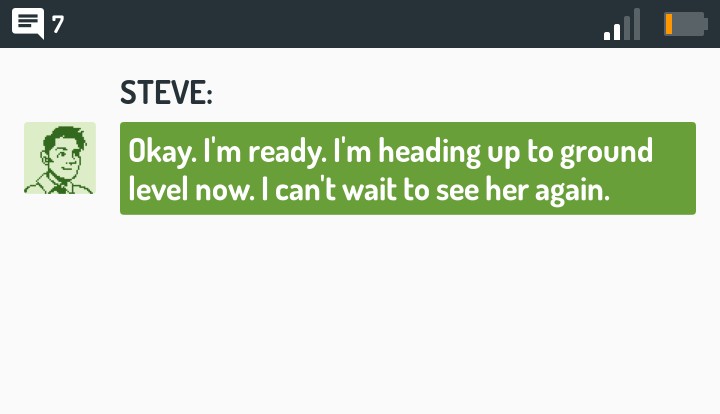 7
STEVE:
Okay. I'm ready. I'm heading up to ground
level now. I can't wait to see her again.